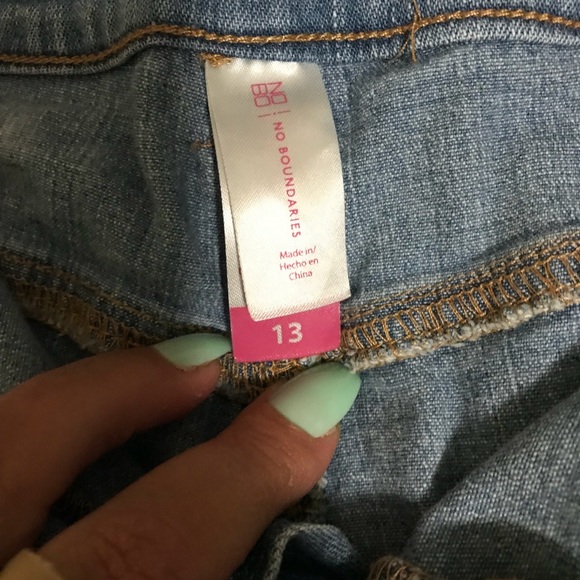 NO
BO
NO BOUNDARIES
Made in/
Hecho en
China
13